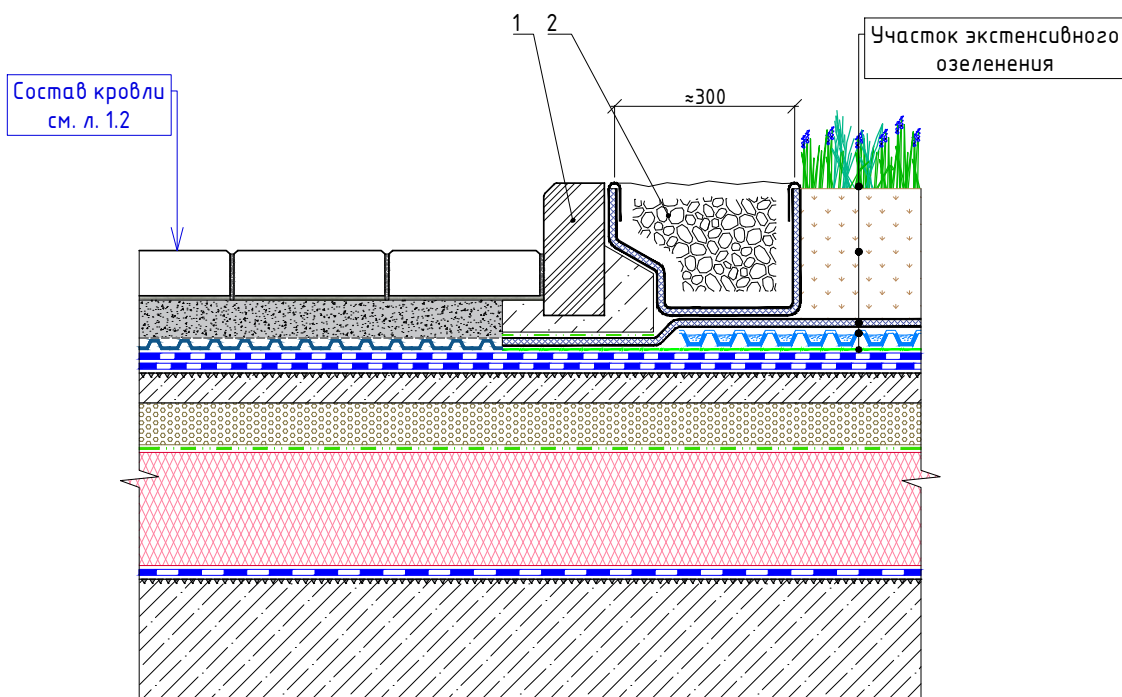 1 2
Участок экстенсивного
озеленения
Состав кровли
см. л. 1.2
≈300